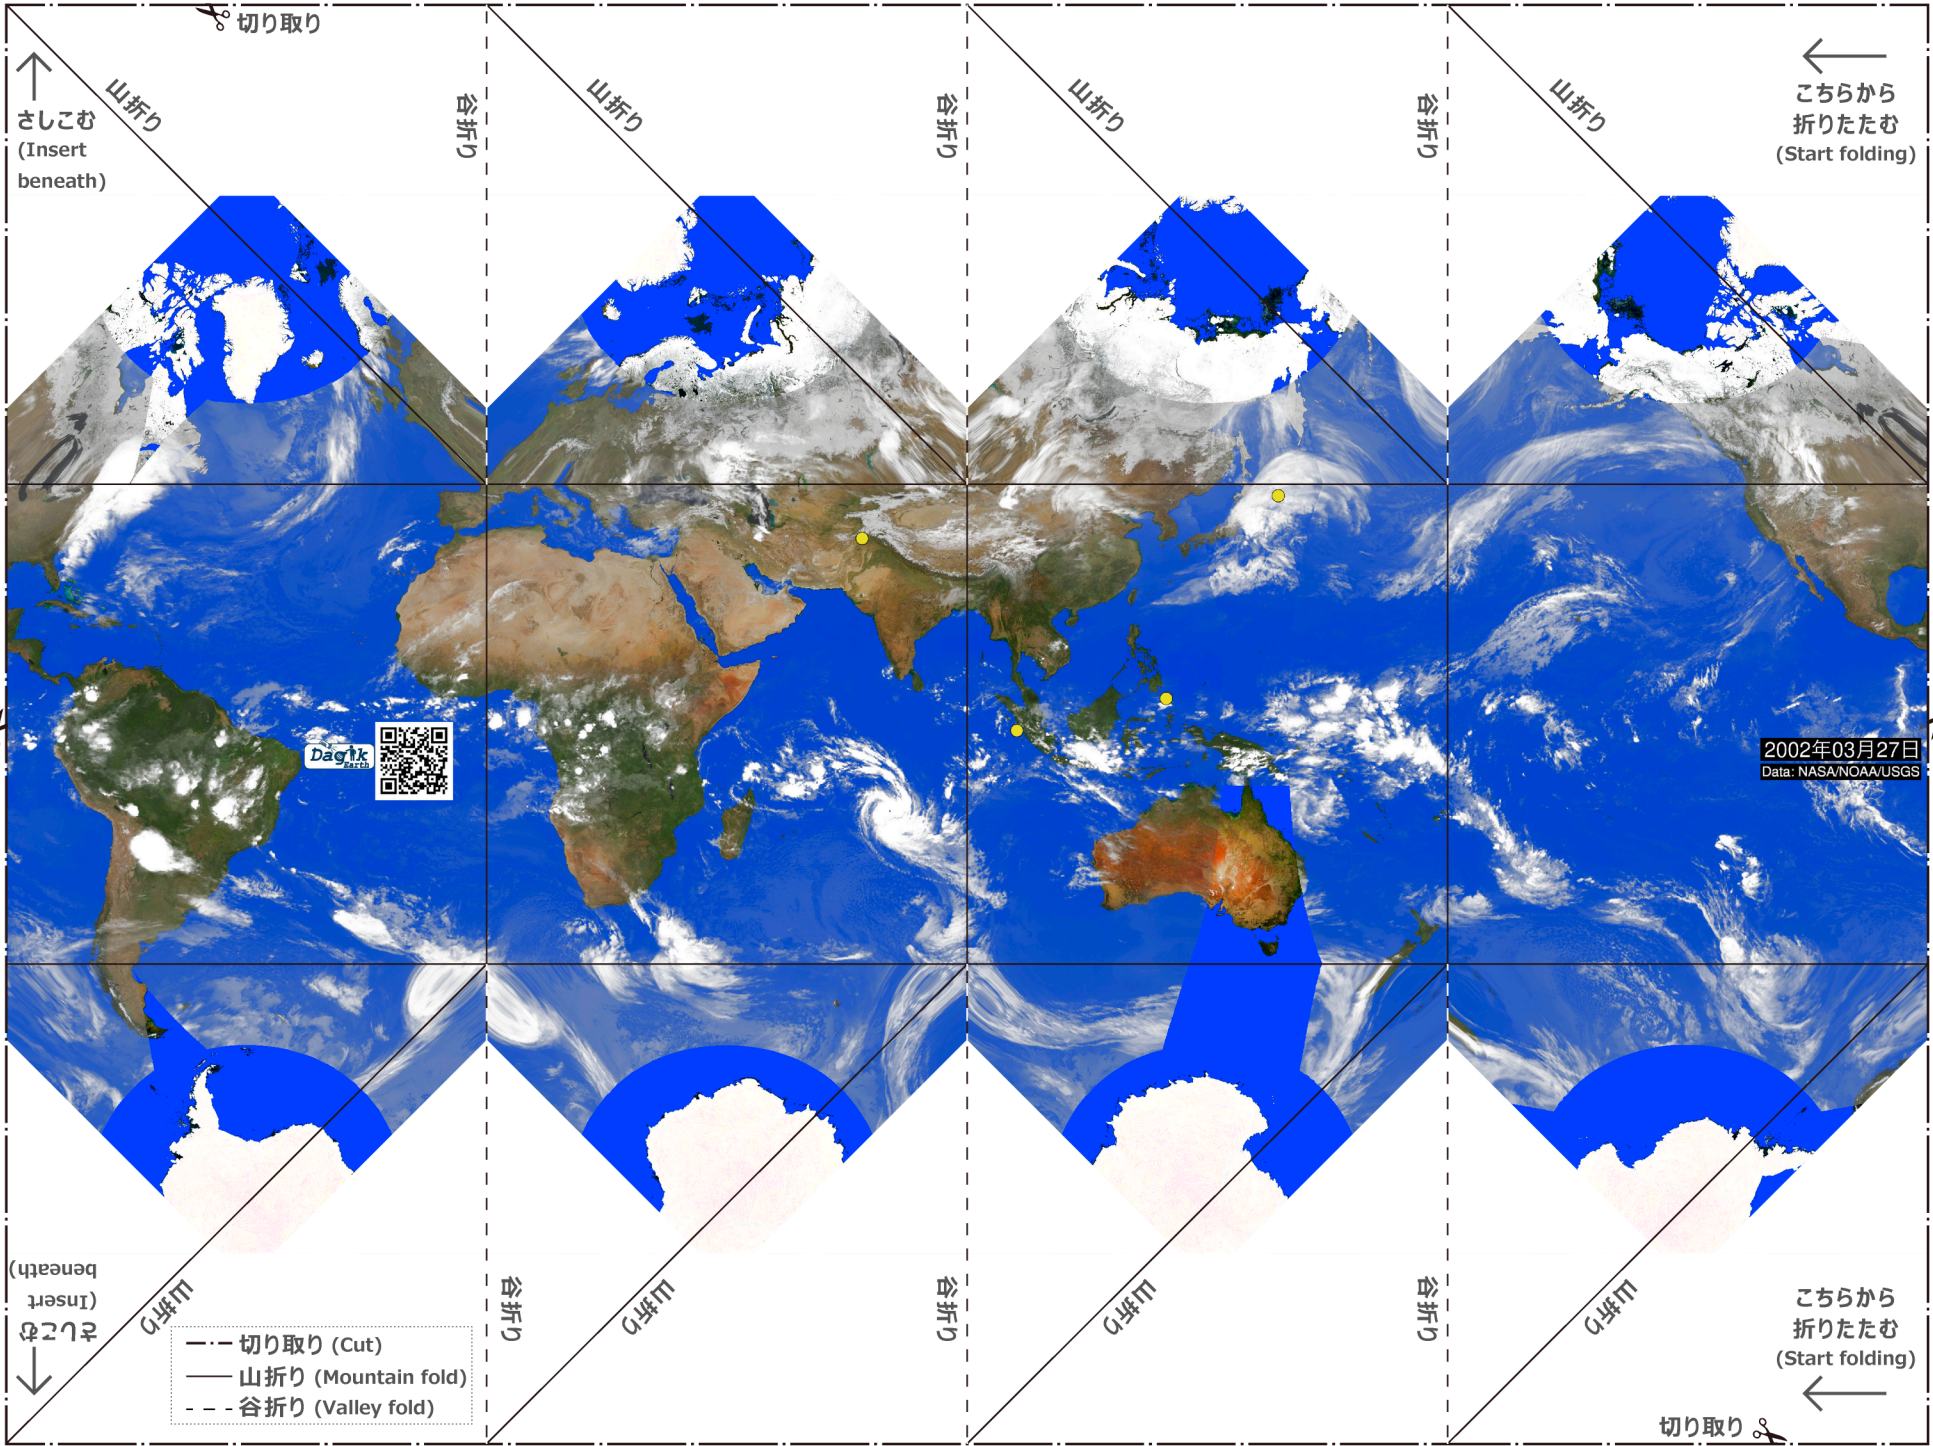 切り取り
さしこむ
(Insert
beneath)
山折り
谷折り
山折り
谷折り
山折り
谷折り
山折り
こちらから
折りたたむ
(Start folding)
Dagik
Earth
2002年03月27日
Data: NASA/NOAA/USGS
さしこむ
(Insert
beneath)
山折り
谷折り
山折り
谷折り
山折り
谷折り
山折り
こちらから
折りたたむ
(Start folding)
切り取り (Cut)
山折り (Mountain fold)
谷折り (Valley fold)
切り取り